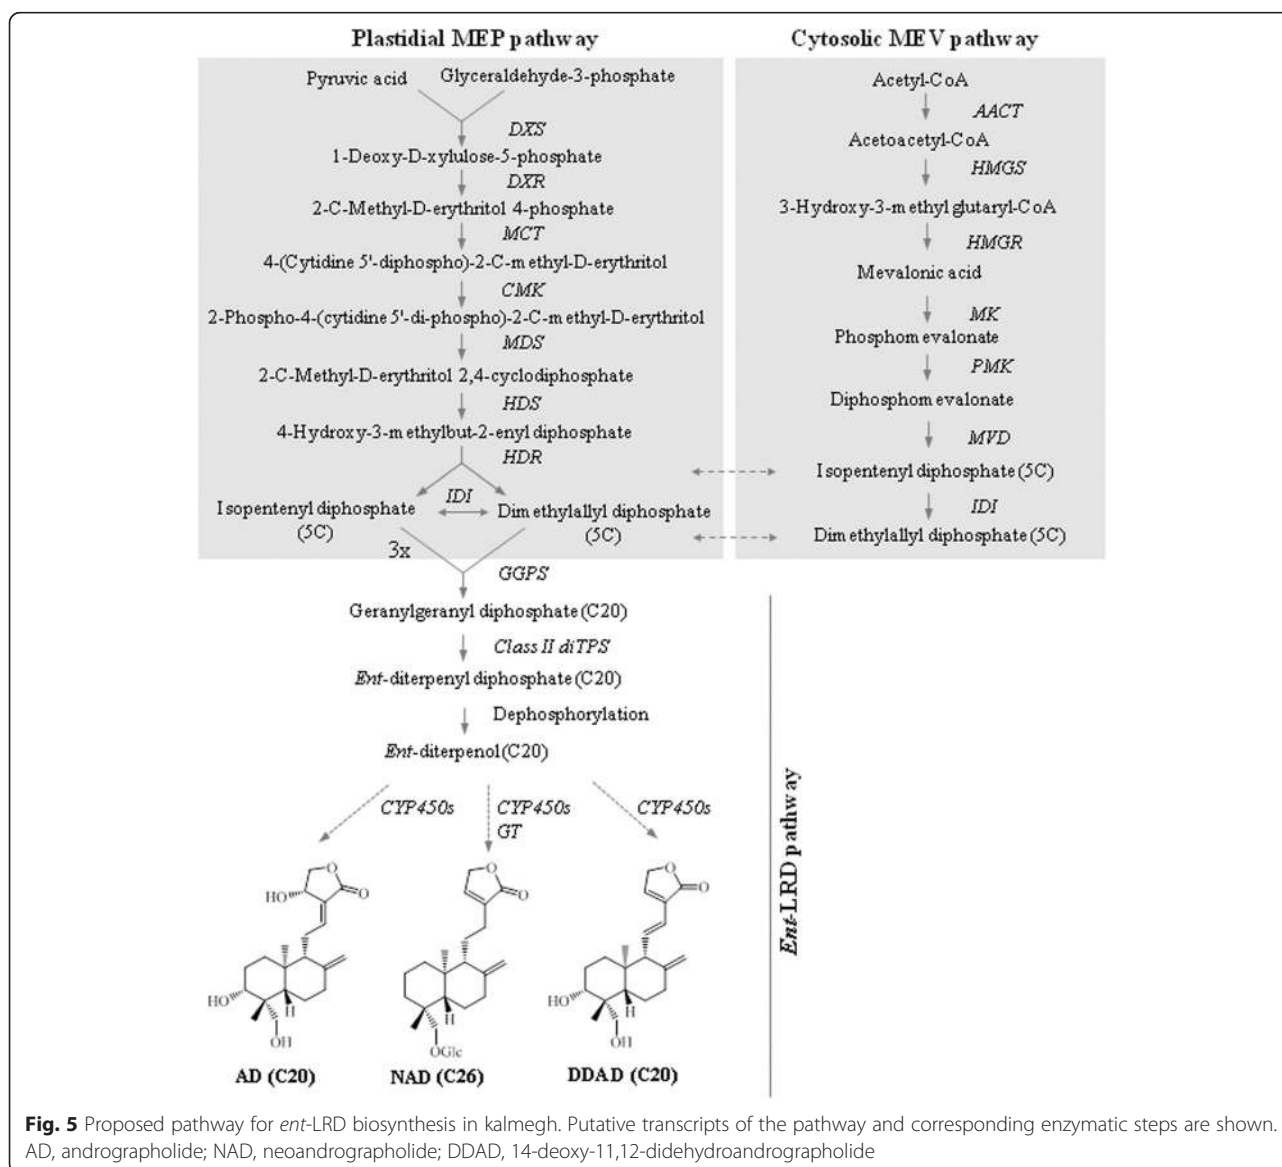 Plastidial MEP pathway
Pyruvic acid
Glyceraldehyde-3-phosphate
DXS
1-Deoxy-D-xylulose-5-phosphate
DXR
2-C-Methyl-D-erythritol 4-phosphate
MCT
4-(Cytidine 5'-diphospho)-2-C-methyl-D-erythritol
CMK
2-Phospho-4-(cytidine 5'-di-phospho)-2-C-methyl-D-erythritol
MDS
2-C-Methyl-D-erythritol 2,4-cyclodiphosphate
HDS
4-Hydroxy-3-methylbut-2-enyl diphosphate
HDR
Isopentenyl diphosphate
(5C)
IDI
Dimethylallyl diphosphate
(5C)
3x
Cytosolic MEV pathway
Acetyl-CoA
AACT
Acetoacetyl-CoA
HMGS
3-Hydroxy-3-methyl glutaryl-CoA
HMGR
Mevalonic acid
MK
Phosphomevalonate
PMK
Diphosphomevalonate
MVD
Isopentenyl diphosphate (5C)
IDI
Dimethylallyl diphosphate (5C)
GGPS
Geranylgeranyl diphosphate (C20)
Class II diTPS
Ent-diterpenyl diphosphate (C20)
Dephosphorylation
Ent-diterpenol (C20)
CYP450s
CYP450s
GT
CYP450s
Ent-LRD pathway
HO
O
O
HO
H
OH
AD (C20)
O
O
H
OGlc
NAD (C26)
O
O
HO
H
OH
DDAD (C20)
Fig. 5 Proposed pathway for ent-LRD biosynthesis in kalmegh. Putative transcripts of the pathway and corresponding enzymatic steps are shown.
AD, andrographolide; NAD, neoandrographolide; DDAD, 14-deoxy-11,12-didehydroandrographolide